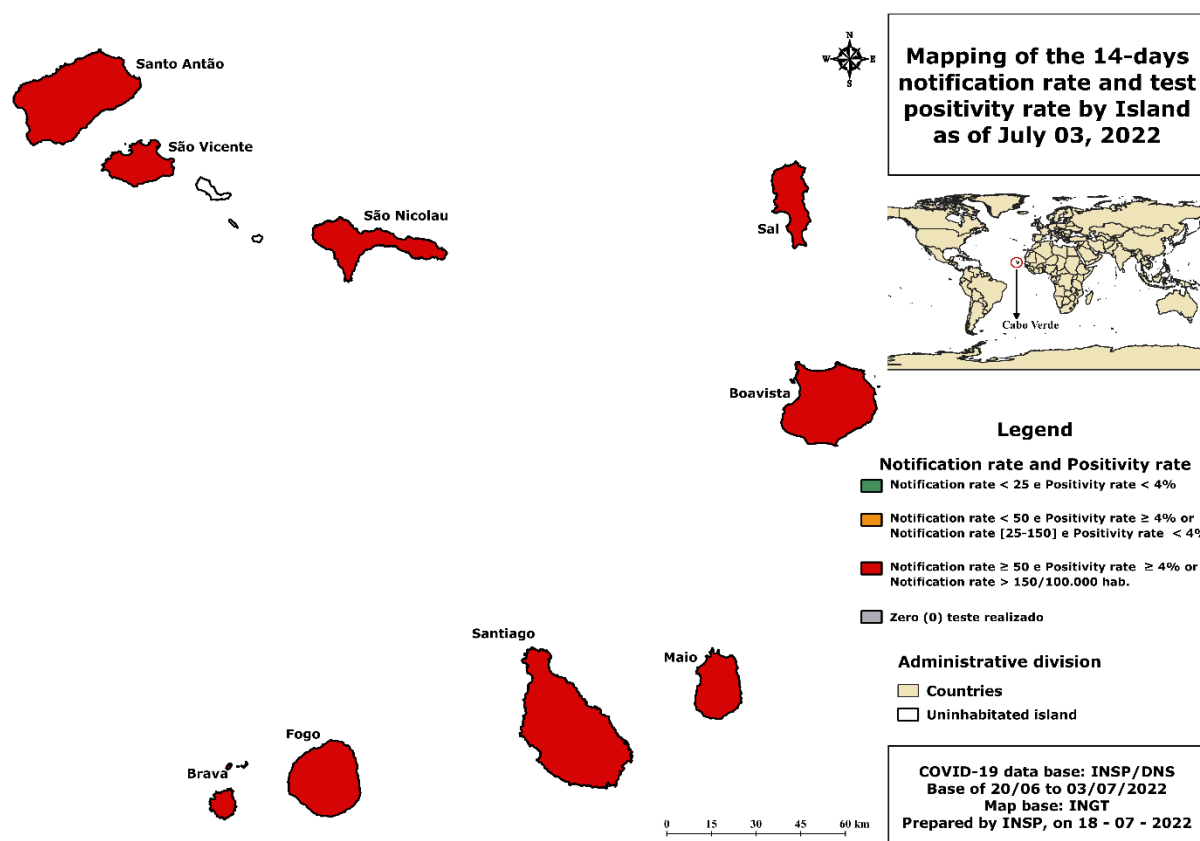 Mapping of the 14-days
notification rate and test
positivity rate by Island
as of July 03, 2022
N
W
E
S
Santo Antão
São Vicente
São Nicolau
Sal
Boavista
Santiago
Maio
Fogo
Brava
Cabo Verde
Legend
Notification rate and Positivity rate
Notification rate < 25 e Positivity rate < 4%
Notification rate < 50 e Positivity rate ≥ 4% or
Notification rate [25-150] e Positivity rate < 4%
Notification rate ≥ 50 e Positivity rate ≥ 4% or
Notification rate > 150/100.000 hab.
Zero (0) teste realizado
Administrative division
Countries
Uninhabitated island
0 15 30 45 60 km
COVID-19 data base: INSP/DNS
Base of 20/06 to 03/07/2022
Map base: INGT
Prepared by INSP, on 18 - 07 - 2022